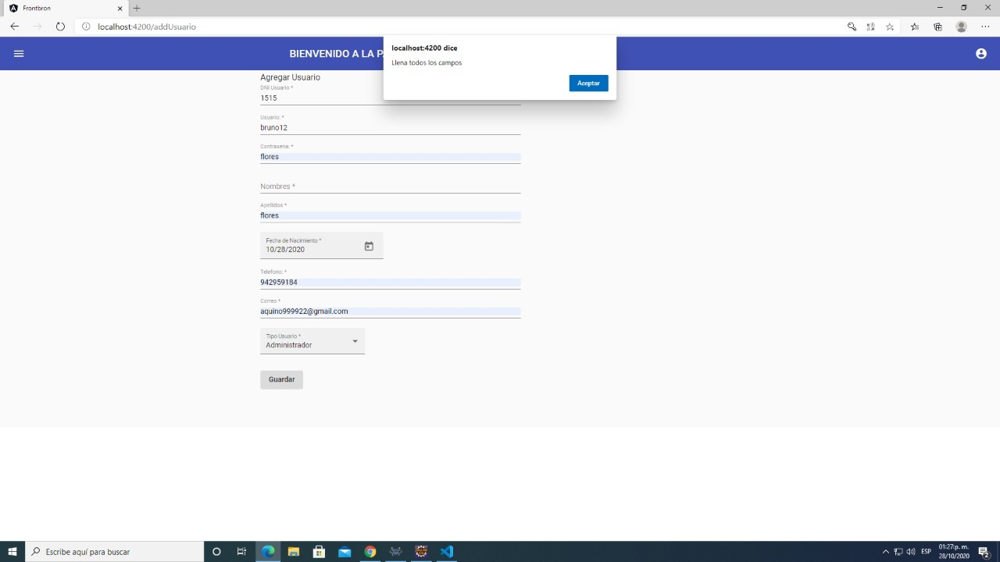 Frontbron
localhost:4200/addUsuario
BIENVENIDO A LA P
localhost:4200 dice
Llena todos los campos
Aceptar
Agregar Usuario
DNI Usuario *
1515
Usuario: *
bruno12
Contrasena: *
flores
Nombres *
Apellidos *
flores
Fecha de Nacimiento *
10/28/2020
Telefono: *
942959184
Correo *
aquino999922@gmail.com
Tipo Usuario *
Administrador
Guardar
Escribe aquí para buscar
ESP
01:27 p. m.
28/10/2020
2